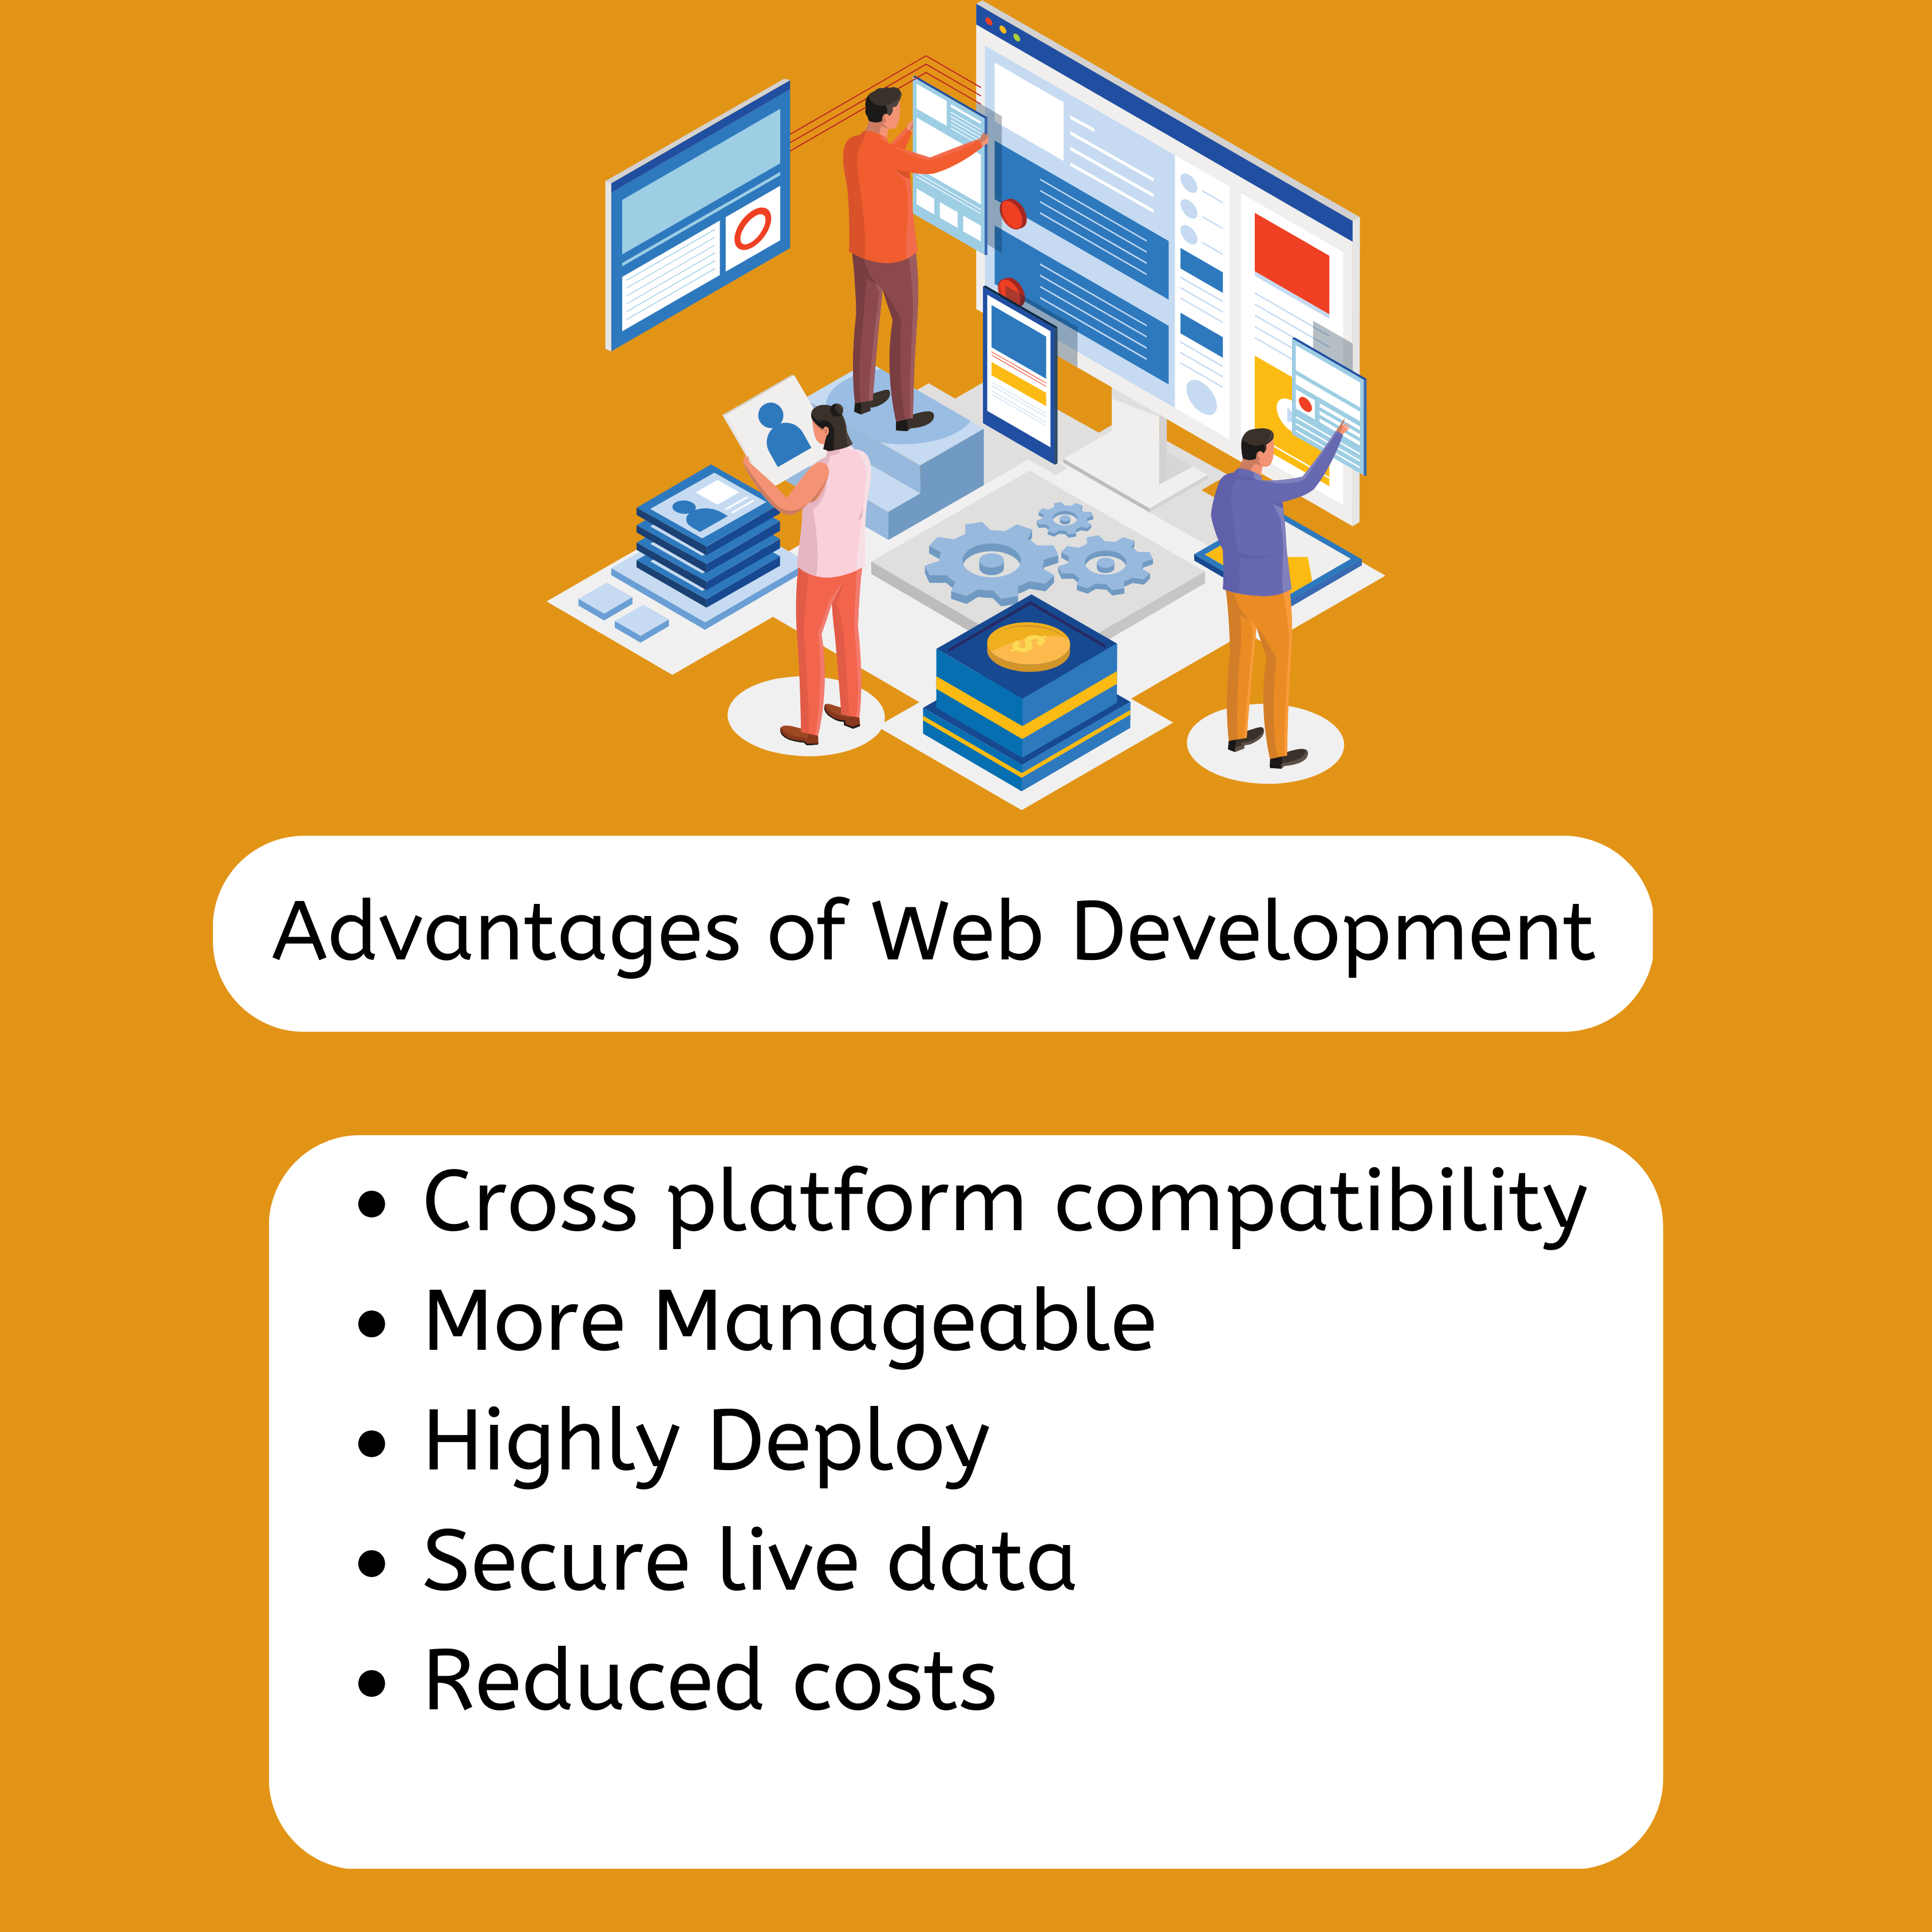 Advantages of Web Development
• Cross platform compatibility
• More Manageable
• Highly Deploy
• Secure live data
• Reduced costs